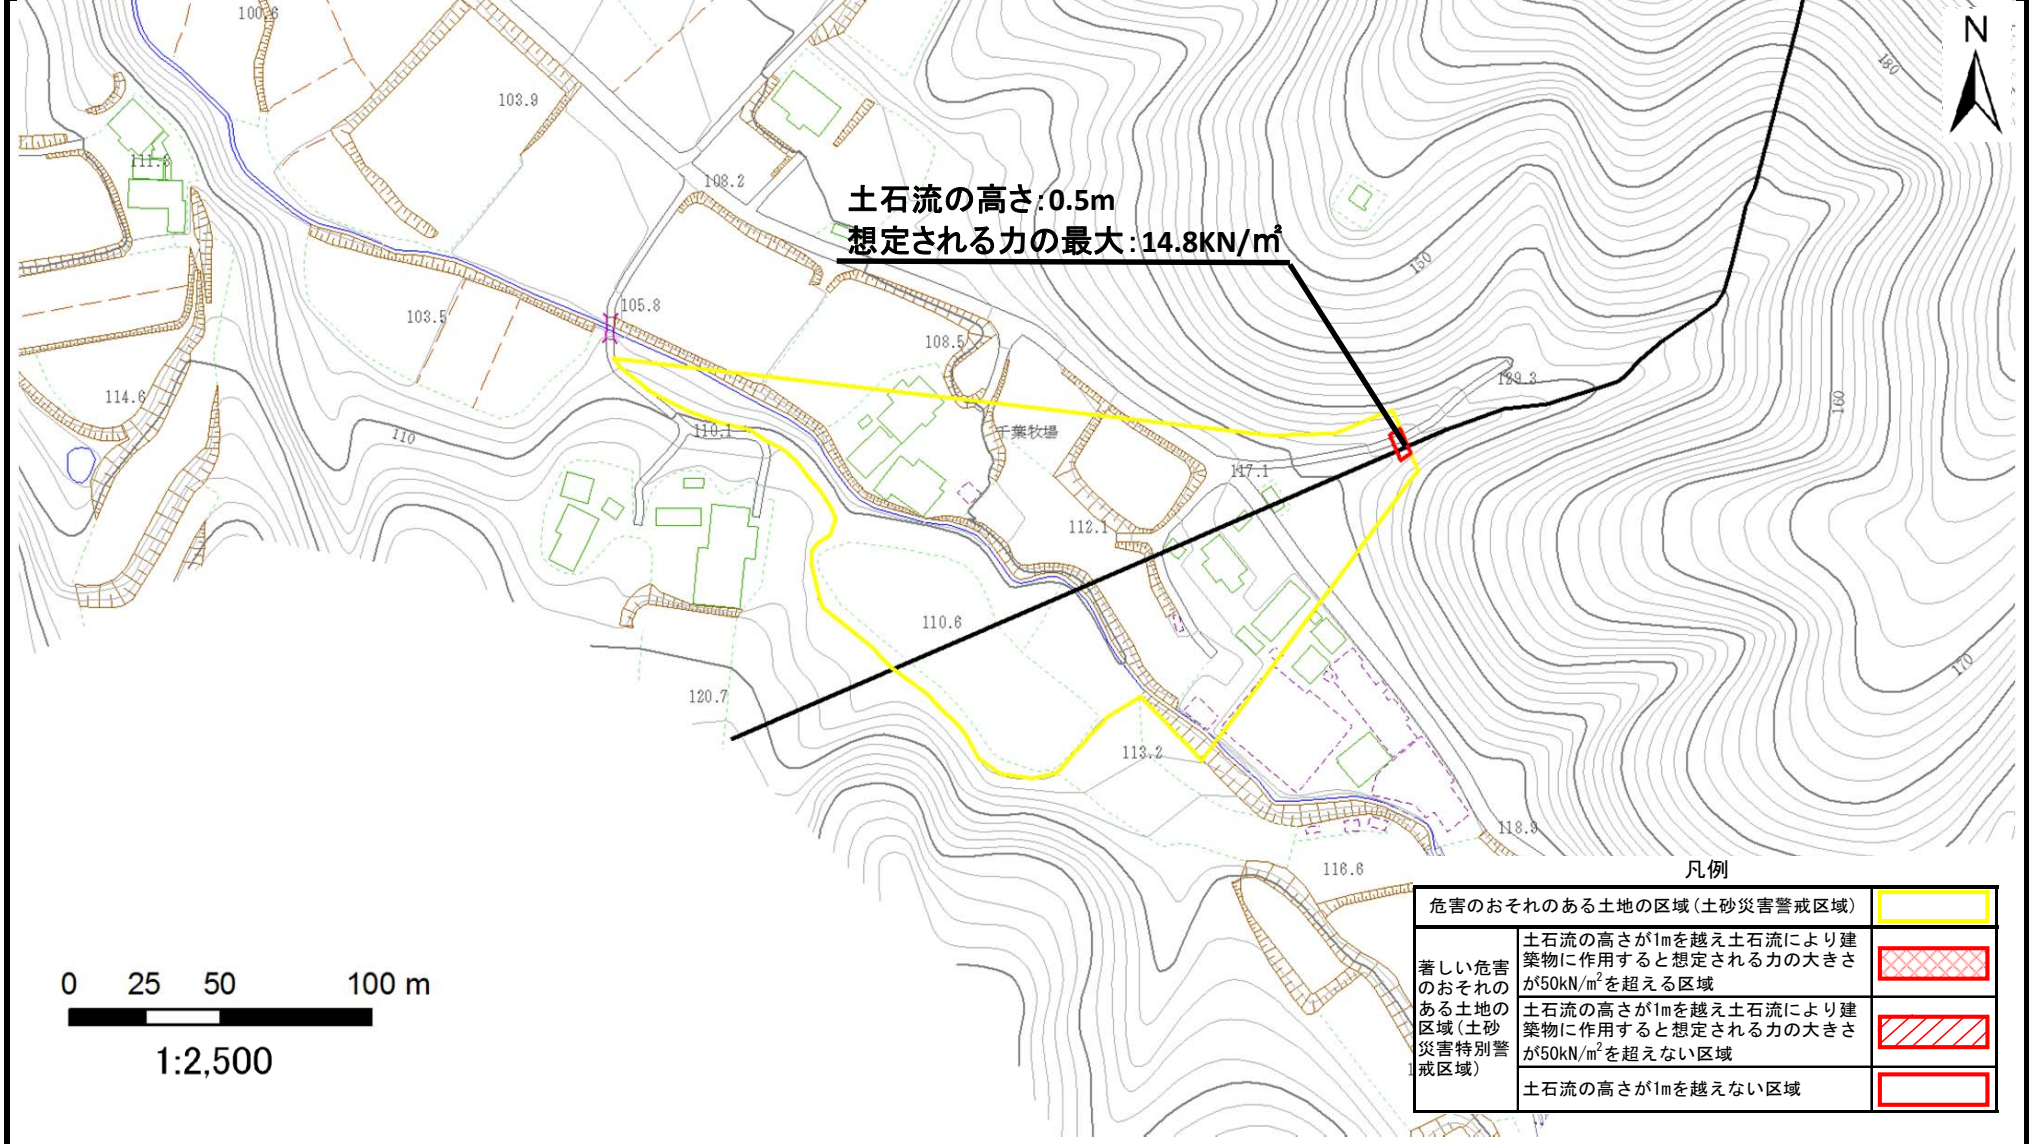 100.6
N
180
103.9
111.
108.2
土石流の高さ:0.5m
想定される力の最大:14.8KN/㎡
150
105.8
103.5
108.5
129.3
114.6
110
110.1
千葉牧場
160
117.1
112.1
110.6
170
120.7
113.2
118.9
116.6
凡例
危害のおそれのある土地の区域(土砂災害警戒区域)
著しい危害
のおそれの
ある土地の
区域(土砂
災害特別警
戒区域)
土石流の高さが1mを越え土石流により建
築物に作用すると想定される力の大きさ
が50kN/m²を超える区域
土石流の高さが1mを越え土石流により建
築物に作用すると想定される力の大きさ
が50kN/m²を超えない区域
土石流の高さが1mを越えない区域
0 25 50 100 m
1:2,500